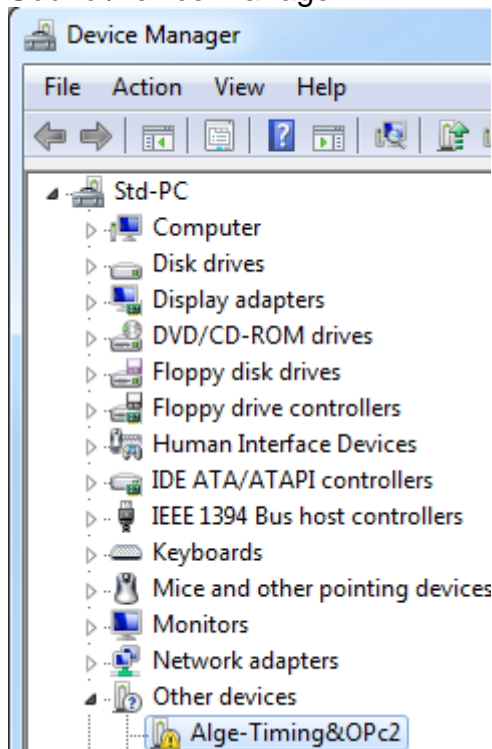 Device Manager
File Action View Help
Std-PC
Computer
Disk drives
Display adapters
DVD/CD-ROM drives
Floppy disk drives
Floppy drive controllers
Human Interface Devices
IDE ATA/ATAPI controllers
IEEE 1394 Bus host controllers
Keyboards
Mice and other pointing devices
Monitors
Network adapters
Other devices
Alge-Timing&OPc2